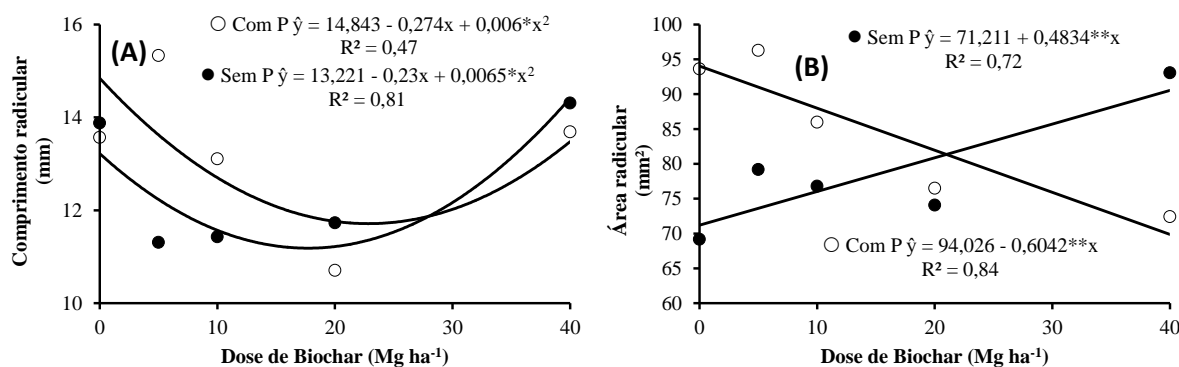 (A)
Com P ŷ = 14,843 - 0,274x + 0,006*x²
R² = 0,47
Sem P ŷ = 13,221 - 0,23x + 0,0065*x²
R² = 0,81
Comprimento radicular
(mm)
16
14
12
10
0
10
20
30
40
Dose de Biochar (Mg ha⁻¹)
(B)
Sem P ŷ = 71,211 + 0,4834**x
R² = 0,72
Com P ŷ = 94,026 - 0,6042**x
R² = 0,84
Área radicular
(mm²)
100
95
90
85
80
75
70
65
60
0
10
20
30
40
Dose de Biochar (Mg ha⁻¹)